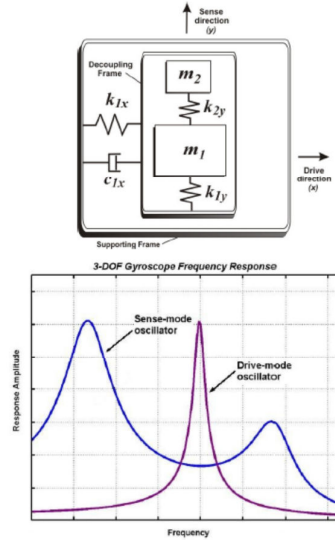 Sense
direction
(y)
Decoupling
Frame
m2
k1x
k2y
m1
Drive
direction
(x)
c1x
k1y
Supporting Frame
3-DOF Gyroscope Frequency Response
Sense-mode
oscillator
Drive-mode
oscillator
Response Amplitude
Frequency